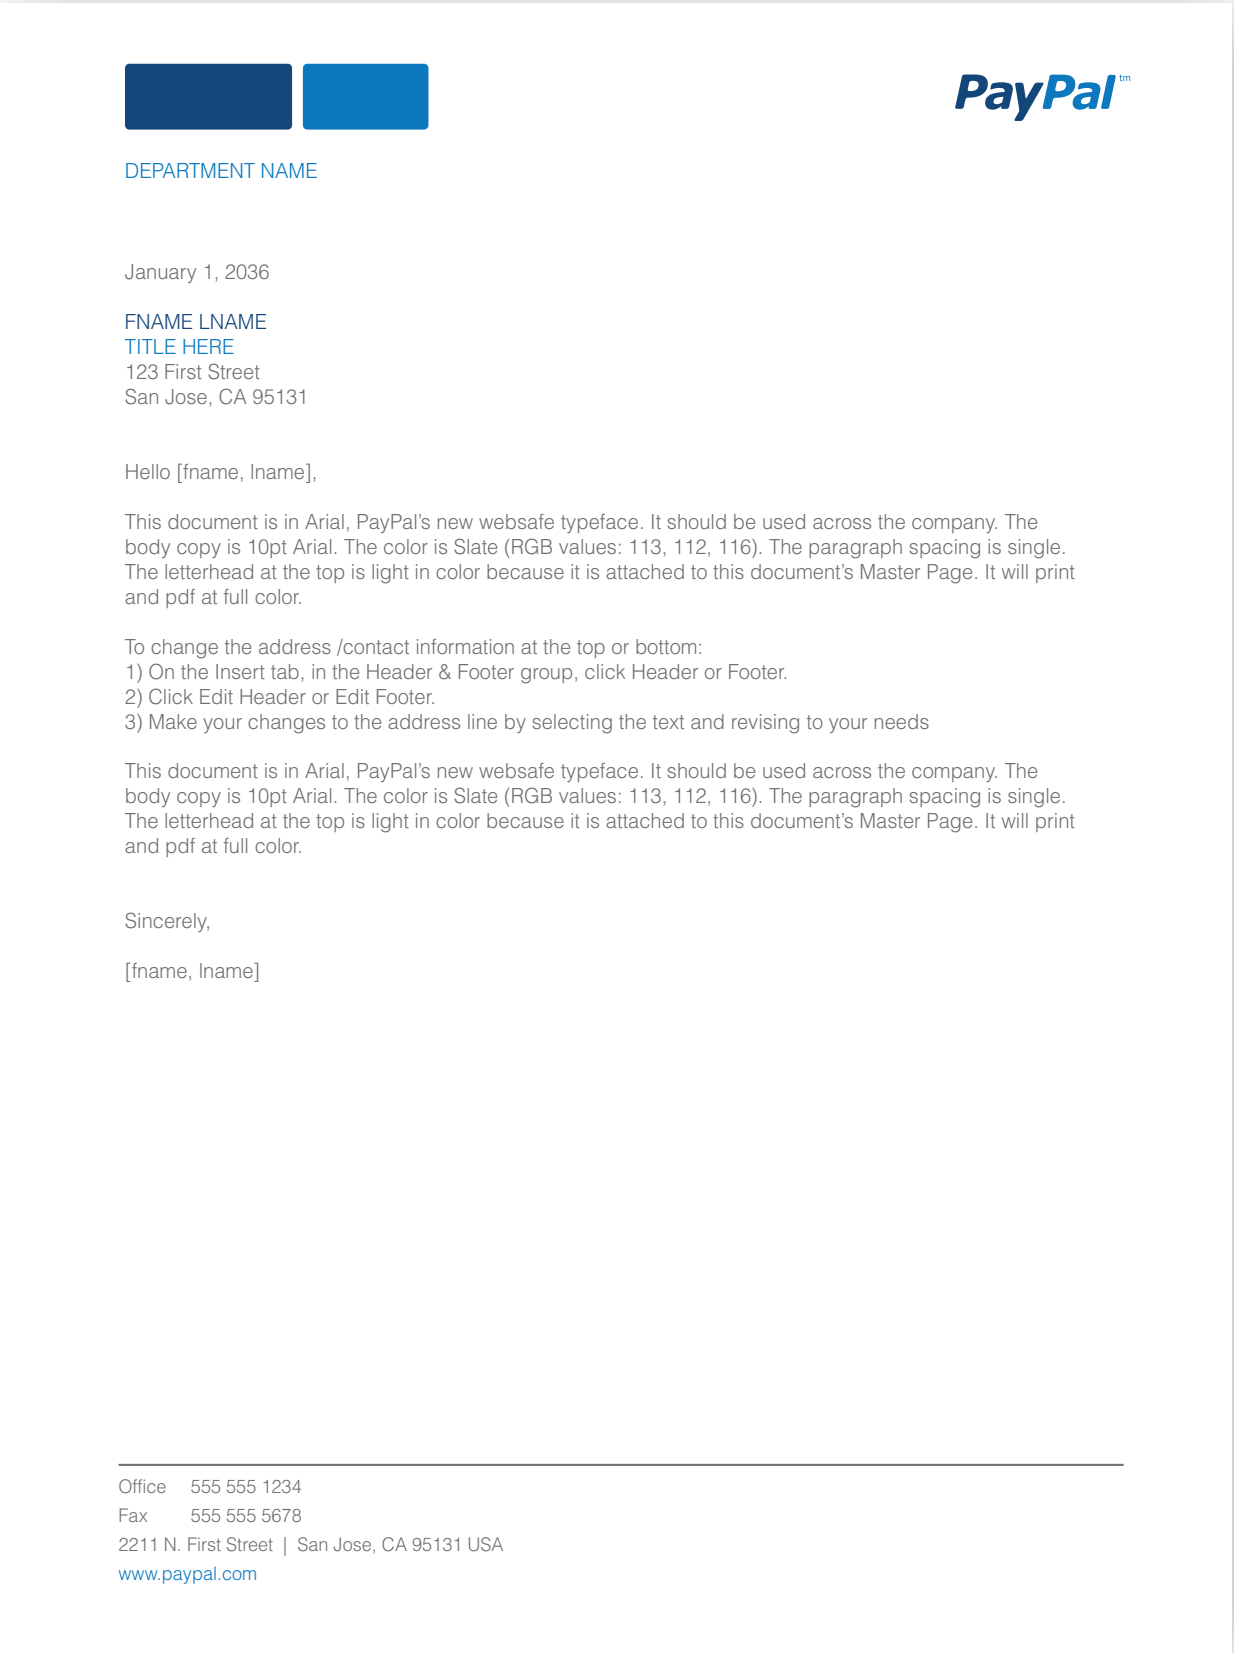 PayPal™
DEPARTMENT NAME
January 1, 2036
FNAME LNAME
TITLE HERE
123 First Street
San Jose, CA 95131
Hello [fname, lname],
This document is in Arial, PayPal’s new websafe typeface. It should be used across the company. The
body copy is 10pt Arial. The color is Slate (RGB values: 113, 112, 116). The paragraph spacing is single.
The letterhead at the top is light in color because it is attached to this document’s Master Page. It will print
and pdf at full color.
To change the address /contact information at the top or bottom:
1) On the Insert tab, in the Header & Footer group, click Header or Footer.
2) Click Edit Header or Edit Footer.
3) Make your changes to the address line by selecting the text and revising to your needs
This document is in Arial, PayPal’s new websafe typeface. It should be used across the company. The
body copy is 10pt Arial. The color is Slate (RGB values: 113, 112, 116). The paragraph spacing is single.
The letterhead at the top is light in color because it is attached to this document’s Master Page. It will print
and pdf at full color.
Sincerely,
[fname, lname]
Office 555 555 1234
Fax 555 555 5678
2211 N. First Street | San Jose, CA 95131 USA
www.paypal.com